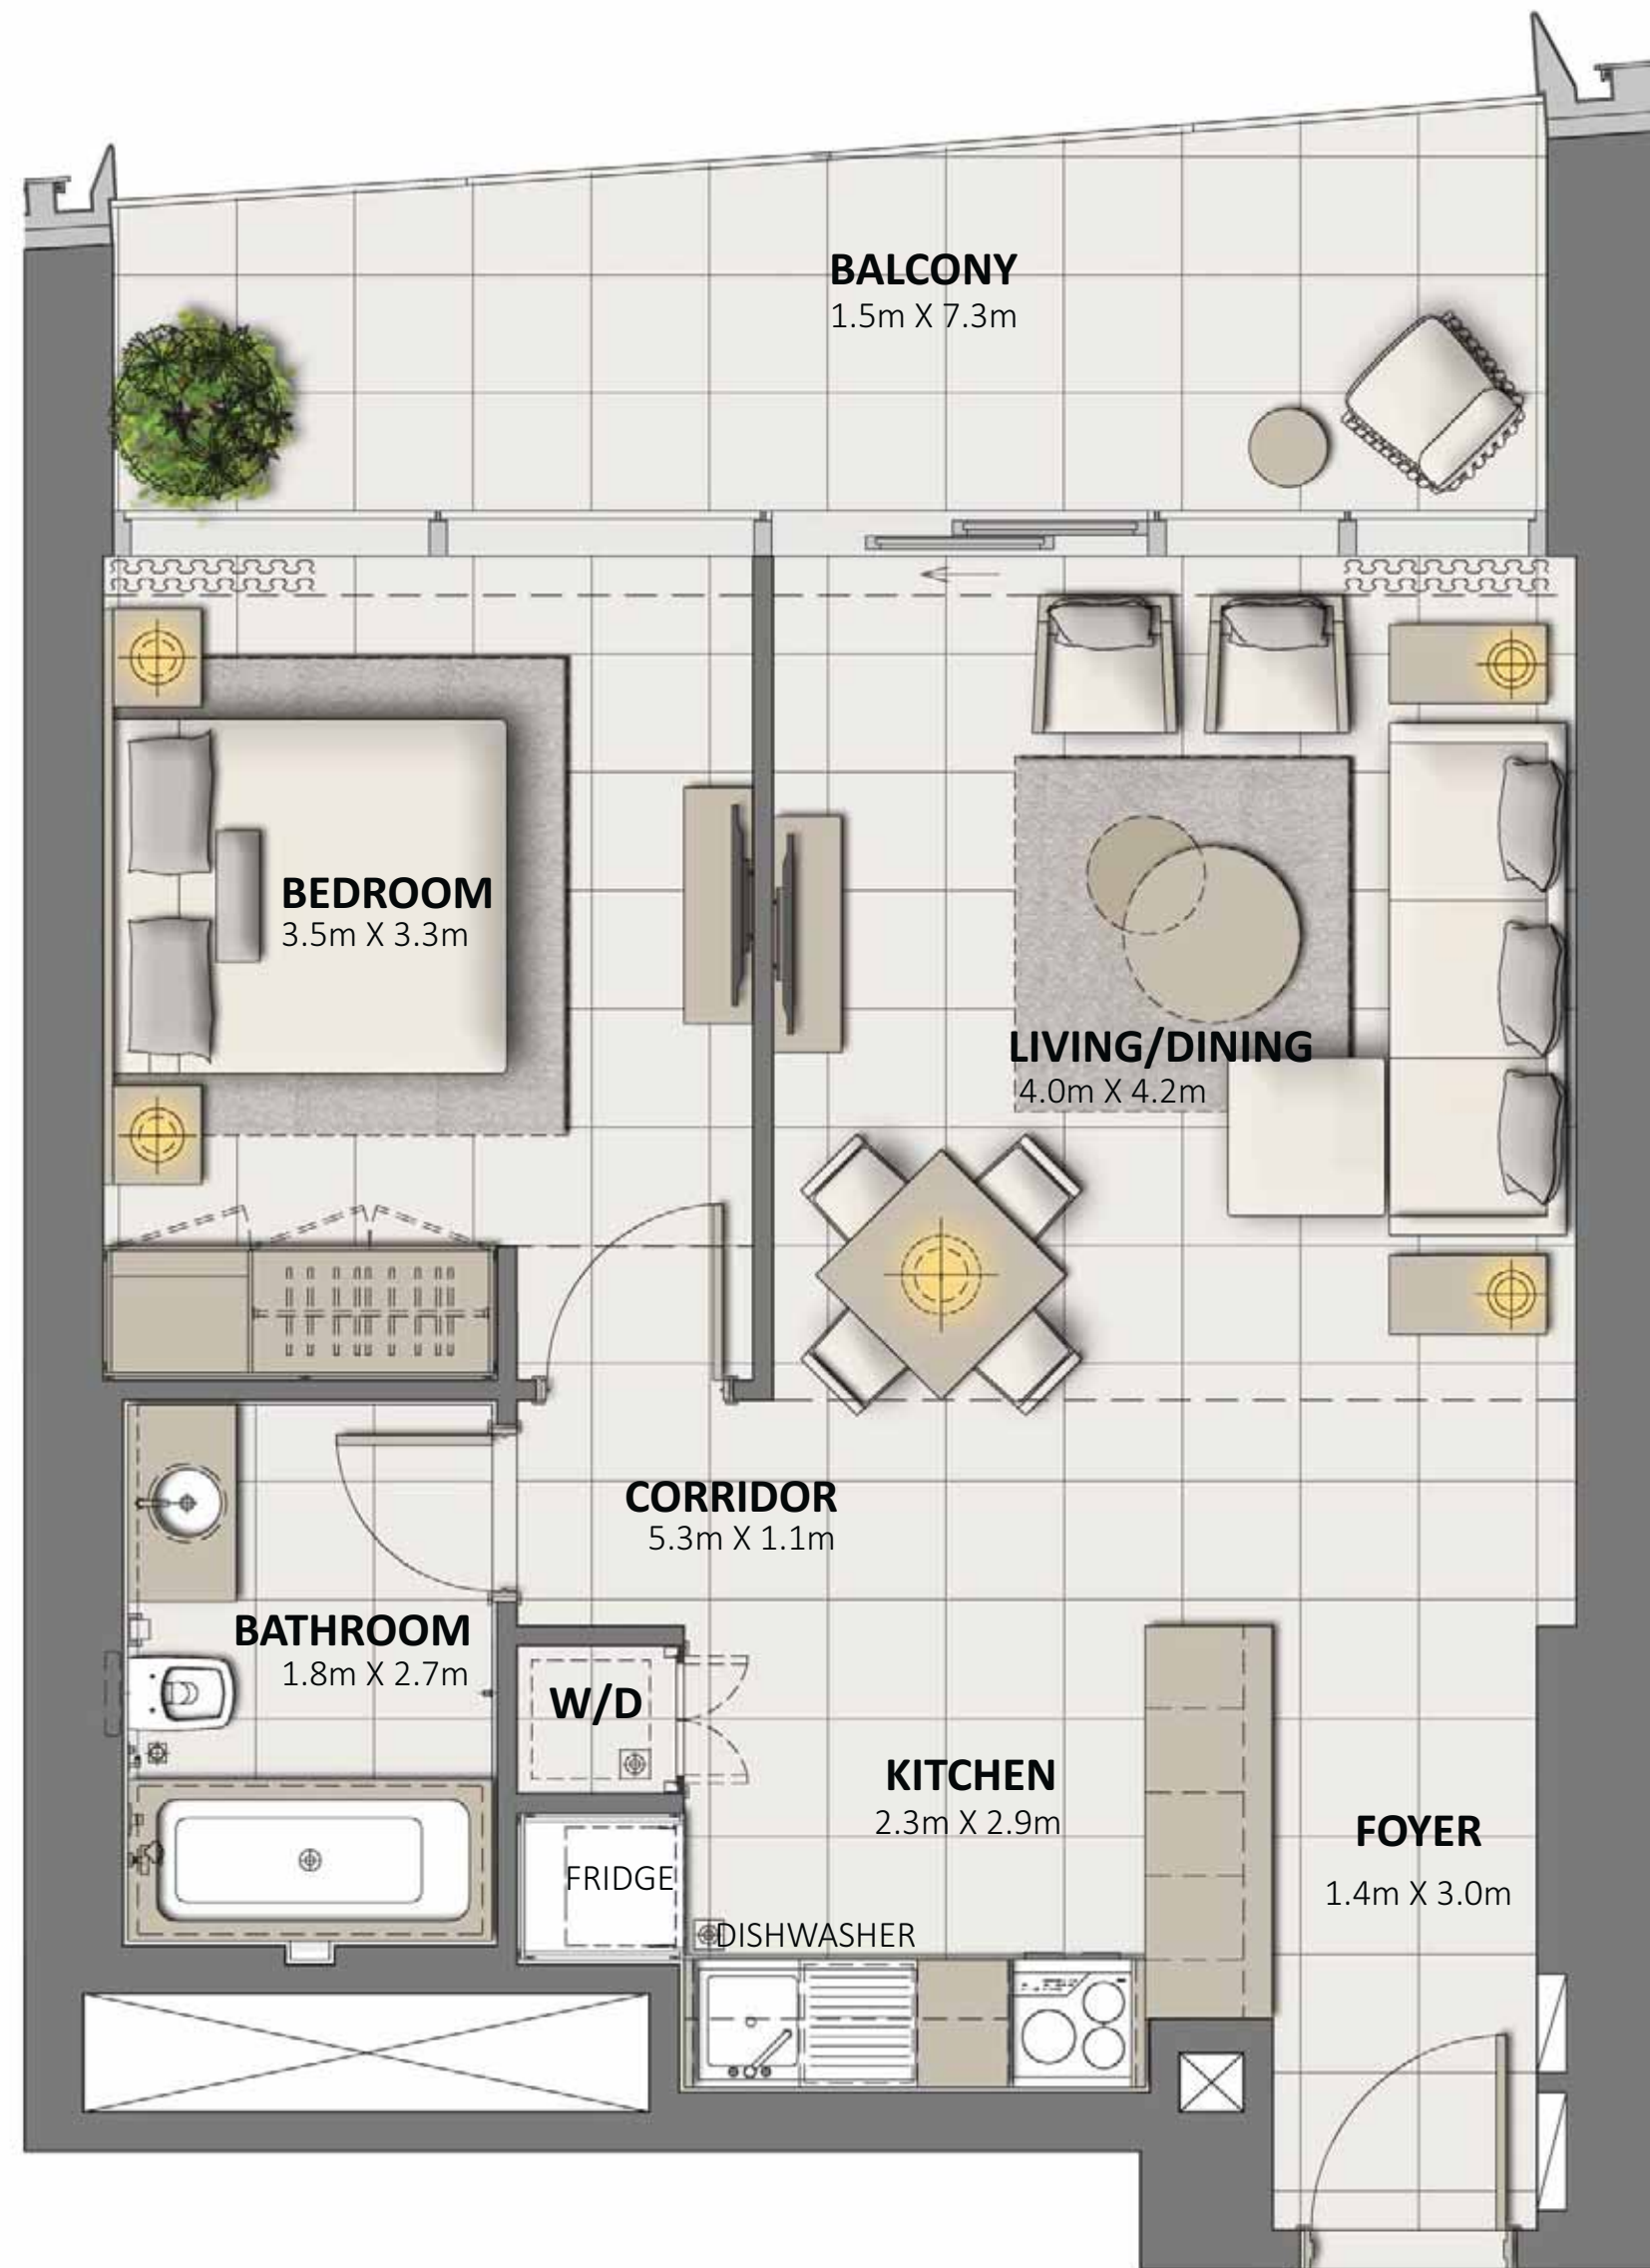 BALCONY
1.5m X 7.3m
BEDROOM
3.5m X 3.3m
LIVING/DINING
4.0m X 4.2m
CORRIDOR
5.3m X 1.1m
BATHROOM
1.8m X 2.7m
W/D
KITCHEN
2.3m X 2.9m
FOYER
1.4m X 3.0m
FRIDGE
DISHWASHER